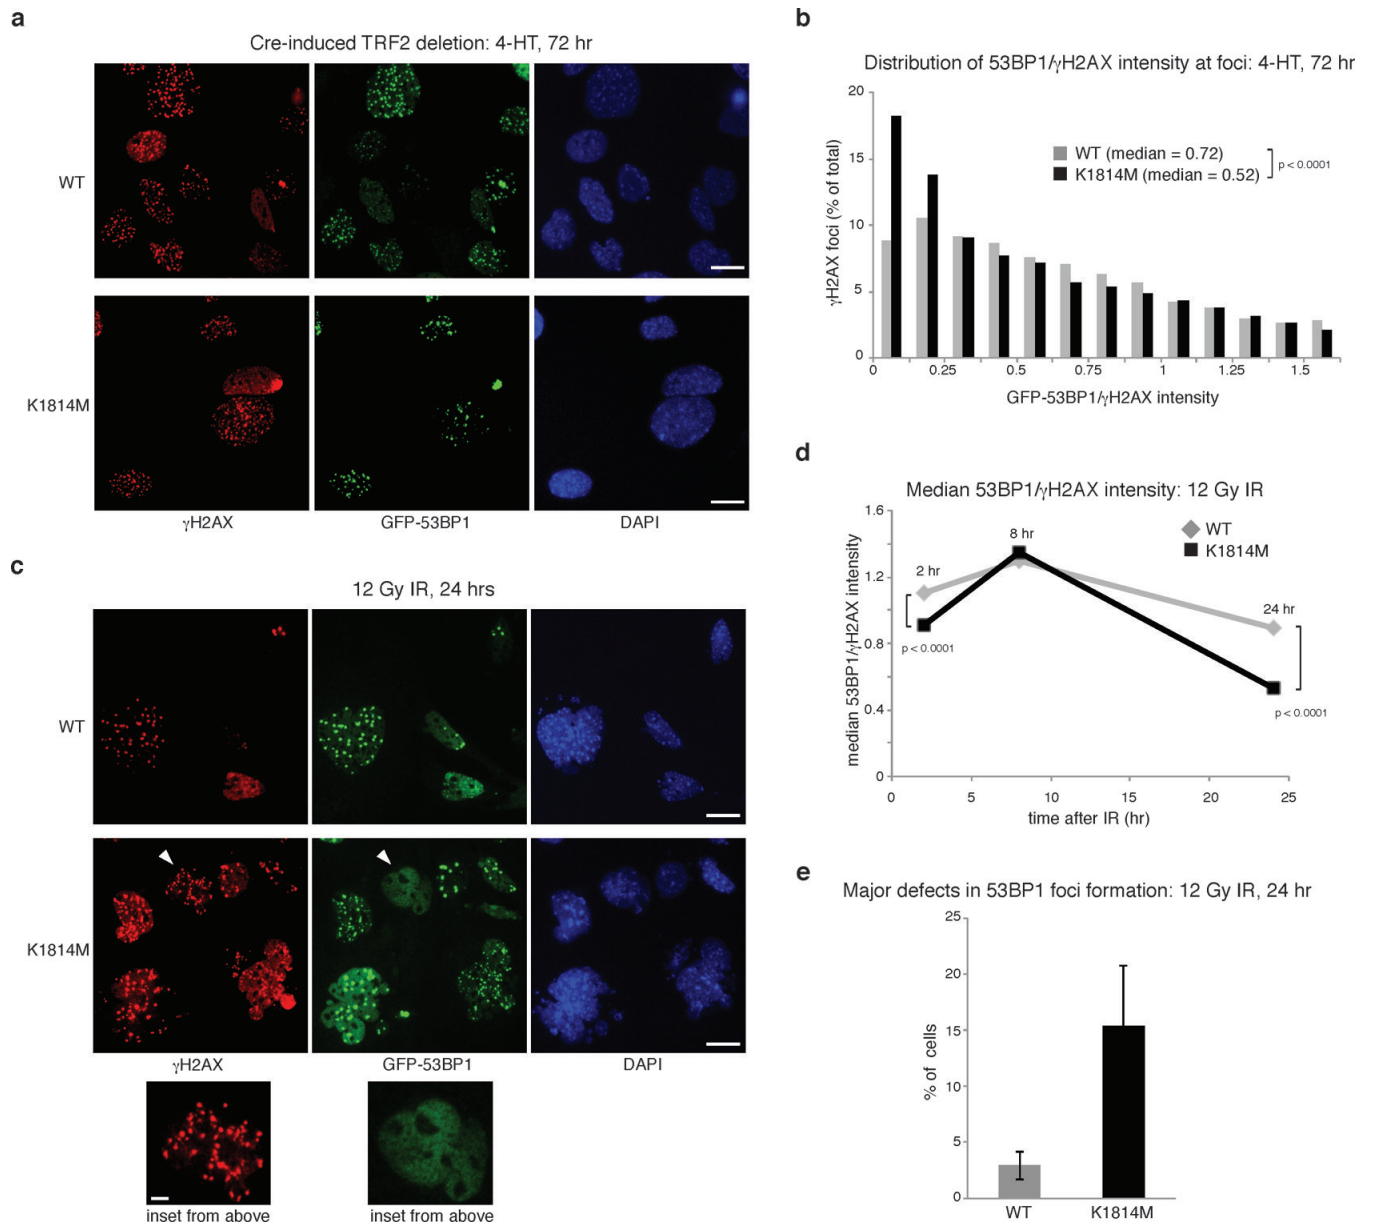 a
Cre-induced TRF2 deletion: 4-HT, 72 hr
WT
K1814M
γH2AX GFP-53BP1 DAPI
b
Distribution of 53BP1/γH2AX intensity at foci: 4-HT, 72 hr
γH2AX foci (% of total)
20
15
10
5
0
WT (median = 0.72)
K1814M (median = 0.52)
p < 0.0001
0 0.25 0.5 0.75 1 1.25 1.5
GFP-53BP1/γH2AX intensity
c
12 Gy IR, 24 hrs
WT
K1814M
γH2AX GFP-53BP1 DAPI
inset from above inset from above
d
Median 53BP1/γH2AX intensity: 12 Gy IR
median 53BP1/γH2AX intensity
1.6
1.2
0.8
0.4
0
WT
K1814M
2 hr
8 hr
24 hr
p < 0.0001
p < 0.0001
0 5 10 15 20 25
time after IR (hr)
e
Major defects in 53BP1 foci formation: 12 Gy IR, 24 hr
% of cells
25
20
15
10
5
0
WT K1814M